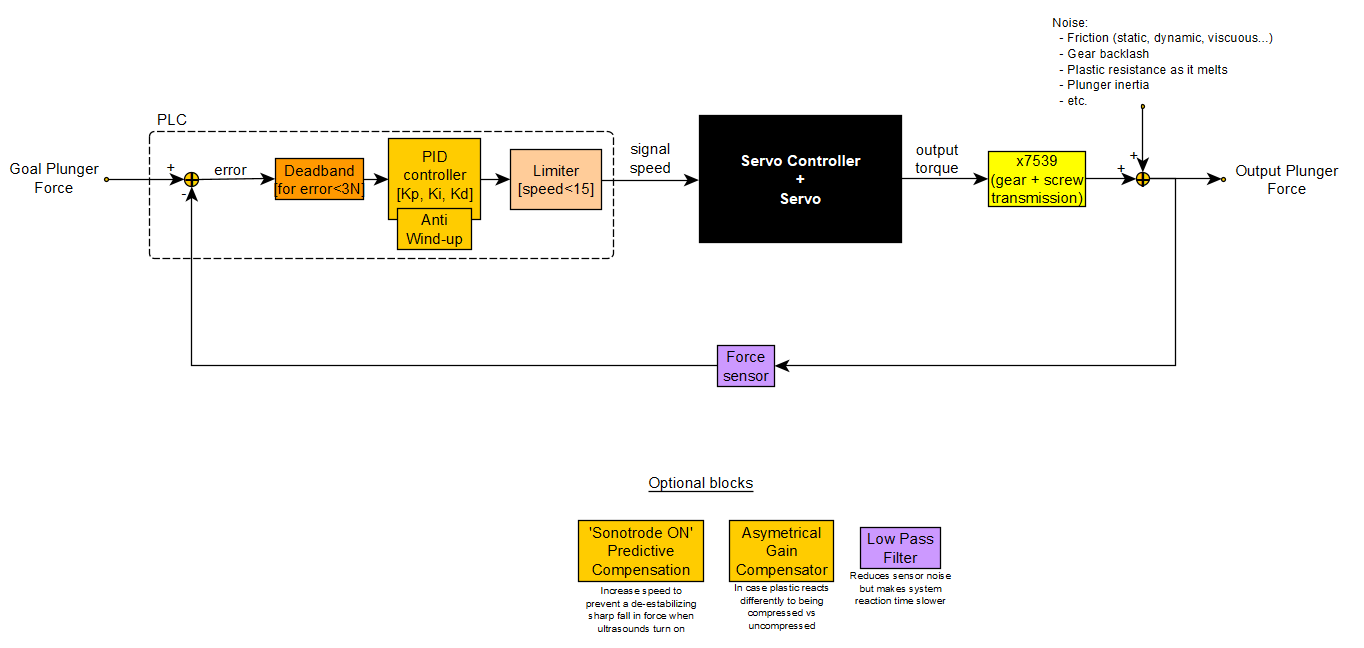 Noise:
- Friction (static, dynamic, viscuous...)
- Gear backlash
- Plastic resistance as it melts
- Plunger inertia
- etc.
PLC
Goal Plunger
Force
+
-
error
Deadband
[for error<3N]
PID
controller
[Kp, Ki, Kd]
Anti
Wind-up
Limiter
[speed<15]
signal
speed
Servo Controller
+
Servo
output
torque
x7539
(gear + screw
transmission)
+
+
Output Plunger
Force
Force
sensor
Optional blocks
'Sonotrode ON'
Predictive
Compensation
Increase speed to
prevent a de-estabilizing
sharp fall in force when
ultrasounds turn on
Asymetrical
Gain
Compensator
In case plastic reacts
differently to being
compressed vs
uncompressed
Low Pass
Filter
Reduces sensor noise
but makes system
reaction time slower